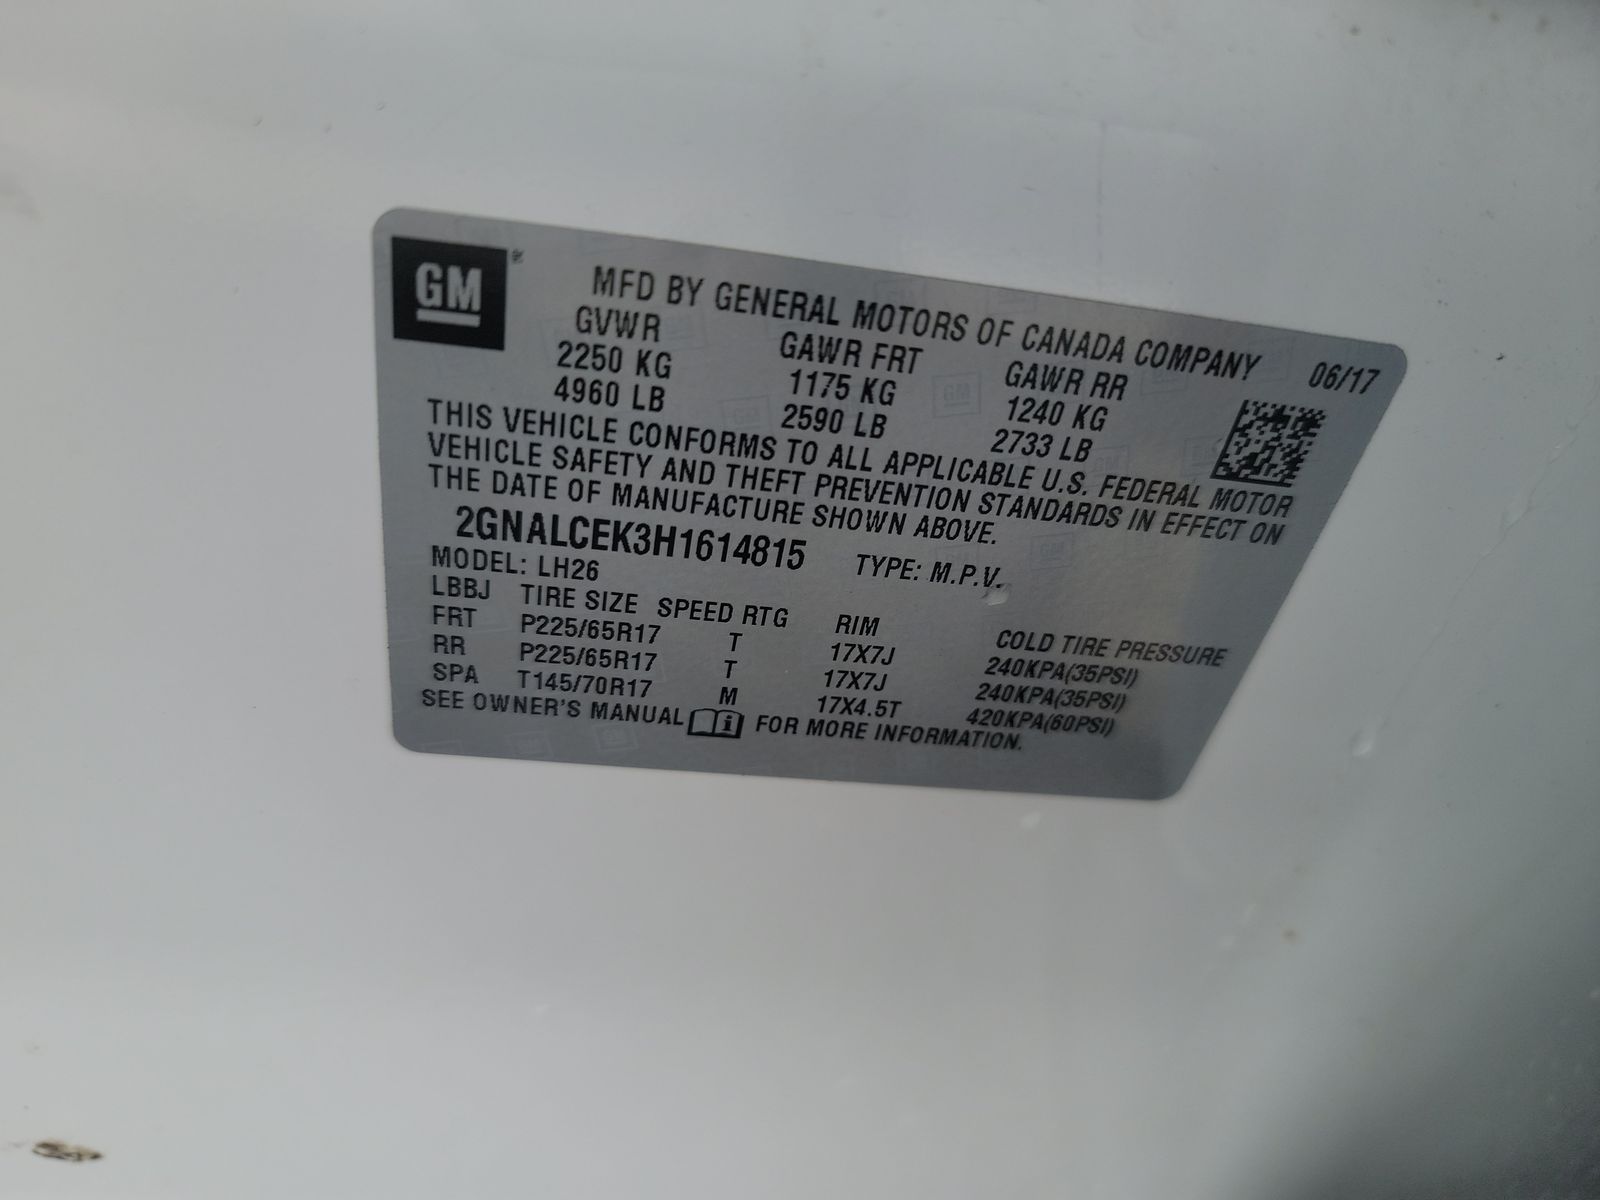 GM
MFD BY GENERAL MOTORS OF CANADA COMPANY 06/17
GVWR GAWR FRT GAWR RR
2250 KG 1175 KG 1240 KG
4960 LB 2590 LB 2733 LB
THIS VEHICLE CONFORMS TO ALL APPLICABLE U.S. FEDERAL MOTOR
VEHICLE SAFETY AND THEFT PREVENTION STANDARDS IN EFFECT ON
THE DATE OF MANUFACTURE SHOWN ABOVE.
2GNALCEK3H1614815 TYPE: M.P.V.
MODEL: LH26
LBBJ TIRE SIZE SPEED RTG RIM COLD TIRE PRESSURE
FRT P225/65R17 T 17X7J 240KPA(35PSI)
RR P225/65R17 T 17X7J 240KPA(35PSI)
SPA T145/70R17 M 17X4.5T 420KPA(60PSI)
SEE OWNER'S MANUAL i FOR MORE INFORMATION.